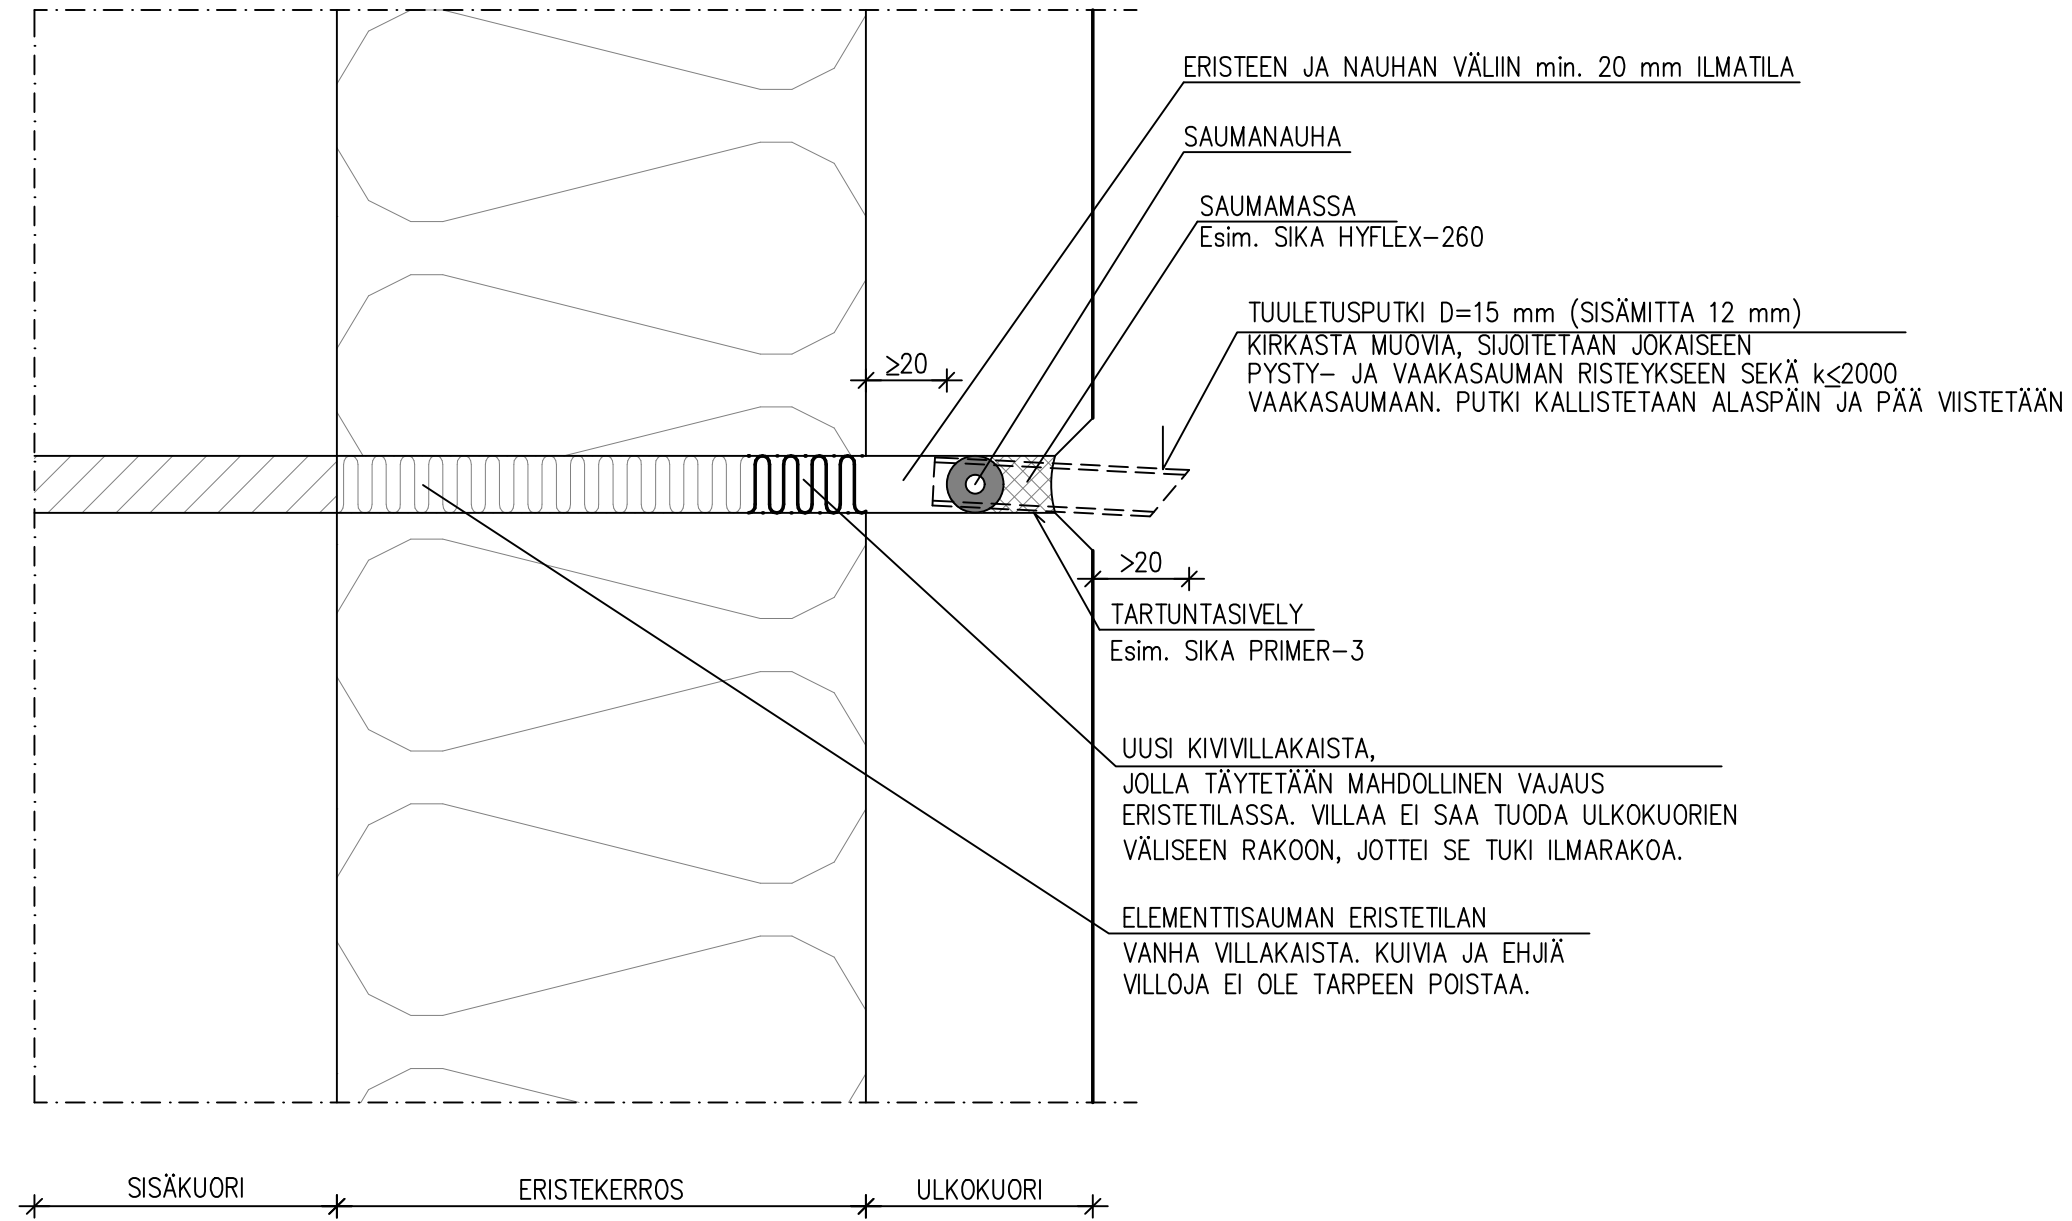 ERISTEEN JA NAUHAN VÄLIIN min. 20 mm ILMATILA
SAUMANAUHA
SAUMAMASSA
Esim. SIKA HYFLEX-260
TUULETUSPUTKI D=15 mm (SISÄMITTA 12 mm)
KIRKASTA MUOVIA, SIJOITETAAN JOKAISEEN
PYSTY- JA VAAKASAUMAN RISTEYKSEEN SEKÄ k≤2000
VAAKASAUMAAN. PUTKI KALLISTETAAN ALASPÄIN JA PÄÄ VIISTETÄÄN
≥20
>20
TARTUNTASIVELY
Esim. SIKA PRIMER-3
UUSI KIVIVILLAKAISTA,
JOLLA TÄYTETÄÄN MAHDOLLINEN VAJAUS
ERISTETILASSA. VILLAA EI SAA TUODA ULKOKUORIEN
VÄLISEEN RAKOON, JOTTEI SE TUKI ILMARAKOA.
ELEMENTTISAUMAN ERISTETILAN
VANHA VILLAKAISTA. KUIVIA JA EHJIÄ
VILLOJA EI OLE TARPEEN POISTAA.
SISÄKUORI
ERISTEKERROS
ULKOKUORI